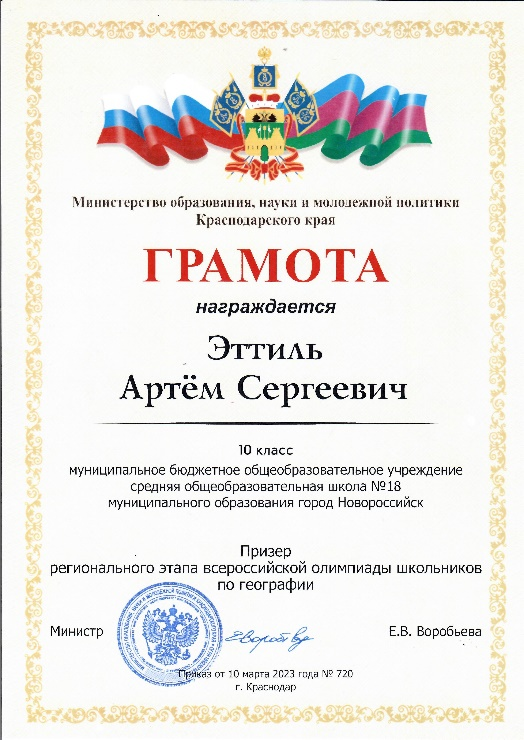 Министерство образования, науки и молодежной политики
Краснодарского края
ГРАМОТА
награждается
Эттиль
Артём Сергеевич
10 класс
муниципальное бюджетное общеобразовательное учреждение
средняя общеобразовательная школа №18
муниципального образования город Новороссийск
Призер
регионального этапа всероссийской олимпиады школьников
по географии
Министр
Е.В. Воробьева
Приказ от 10 марта 2023 года № 720
г. Краснодар